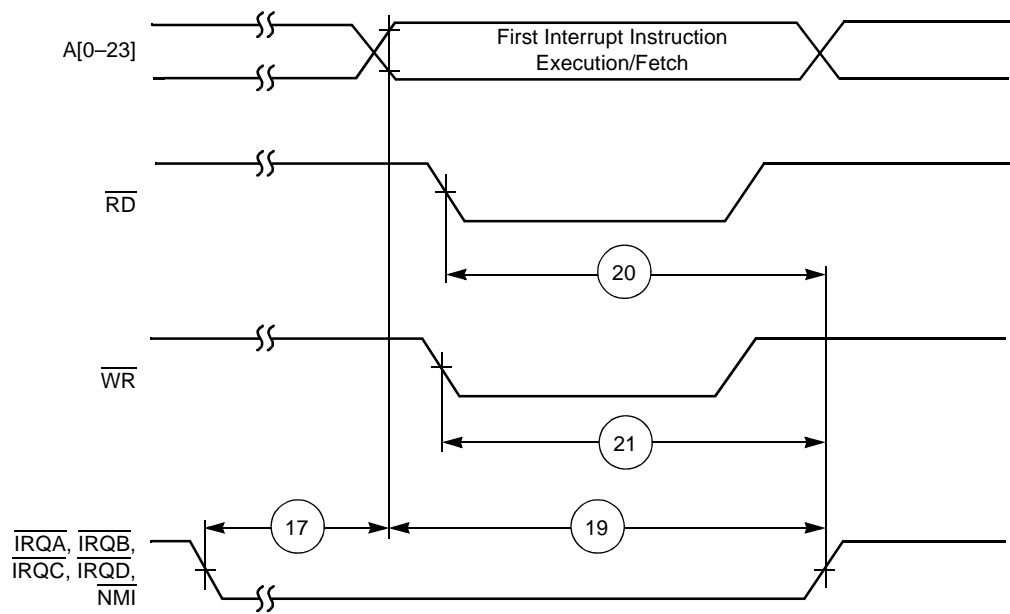 A[0–23]
First Interrupt Instruction
Execution/Fetch
RD
20
WR
21
17
19
IRQA, IRQB,
IRQC, IRQD,
NMI